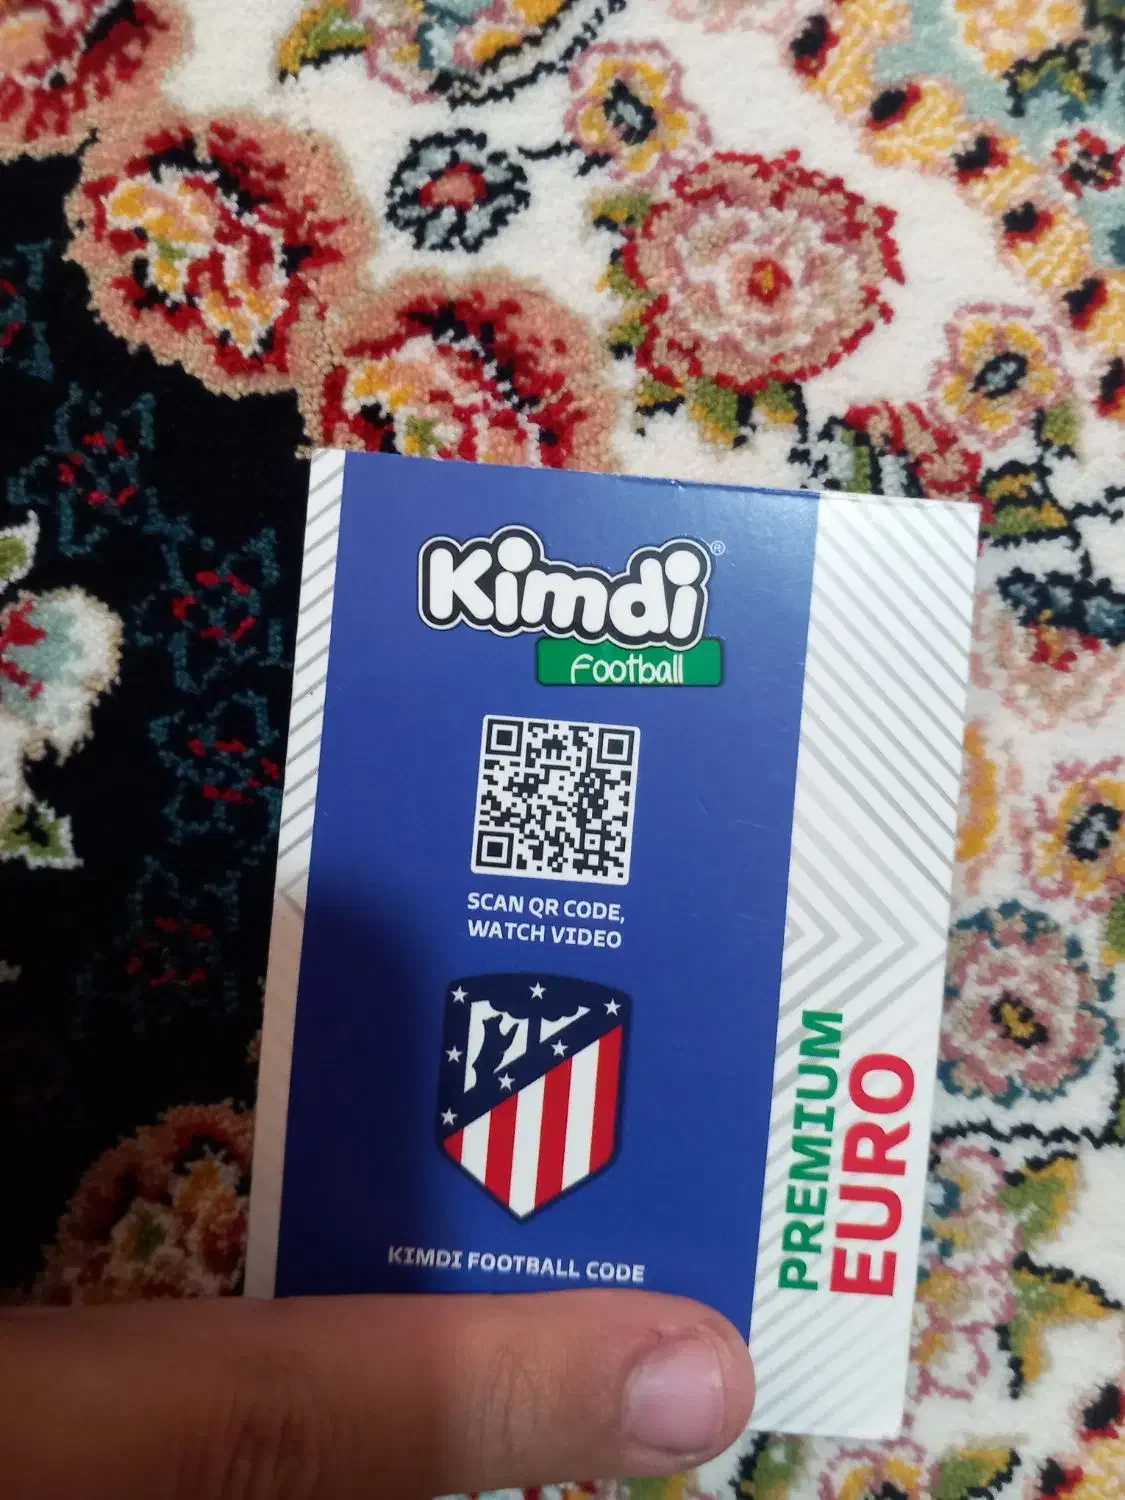 Kimdi®
Football
SCAN QR CODE,
WATCH VIDEO
KIMDI FOOTBALL CODE
PREMIUM
EURO